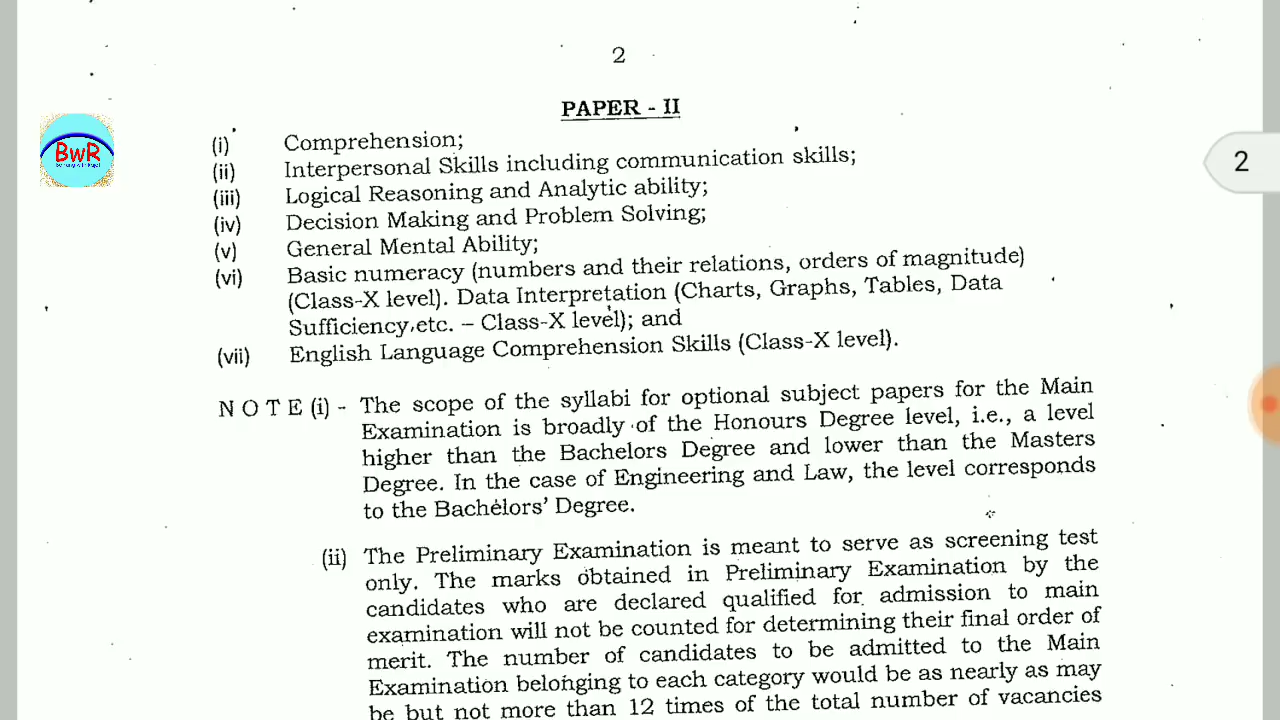 2
PAPER - II
BwR
(i) Comprehension;
(ii) Interpersonal Skills including communication skills;
(iii) Logical Reasoning and Analytic ability;
2
(iv) Decision Making and Problem Solving;
(v) General Mental Ability;
(vi) Basic numeracy (numbers and their relations, orders of magnitude)
(Class-X level). Data Interpretation (Charts, Graphs, Tables, Data
Sufficiency etc. – Class-X level); and
(vii) English Language Comprehension Skills (Class-X level).
N O T E (i) - The scope of the syllabi for optional subject papers for the Main
Examination is broadly of the Honours Degree level, i.e., a level
higher than the Bachelors Degree and lower than the Masters
Degree. In the case of Engineering and Law, the level corresponds
to the Bachelors’ Degree.
(ii) The Preliminary Examination is meant to serve as screening test
only. The marks obtained in Preliminary Examination by the
candidates who are declared qualified for admission to main
examination will not be counted for determining their final order of
merit. The number of candidates to be admitted to the Main
Examination belonging to each category would be as nearly as may
be but not more than 12 times of the total number of vacancies